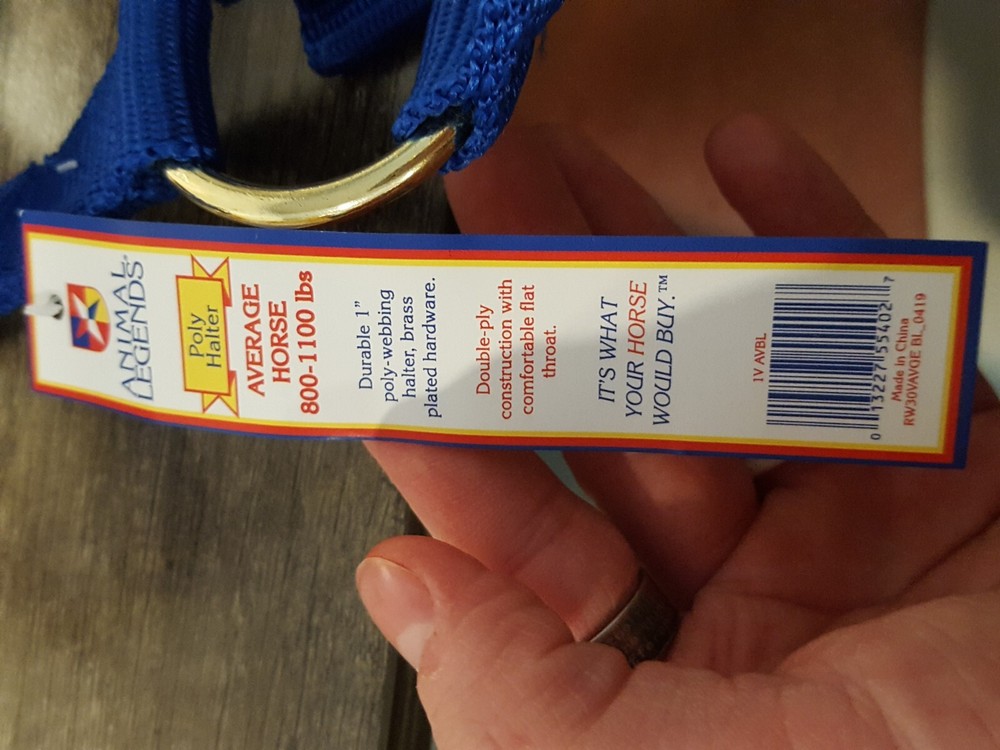 ANIMAL
LEGENDS®
Poly
Halter
AVERAGE
HORSE
800-1100 lbs
Durable 1”
poly-webbing
halter, brass
plated hardware.
Double-ply
construction with
comfortable flat
throat.
IT'S WHAT
YOUR HORSE
WOULD BUY.™
1V AVBL
0 13227 55402 7
Made in China
RW30VAVGE BL_0419